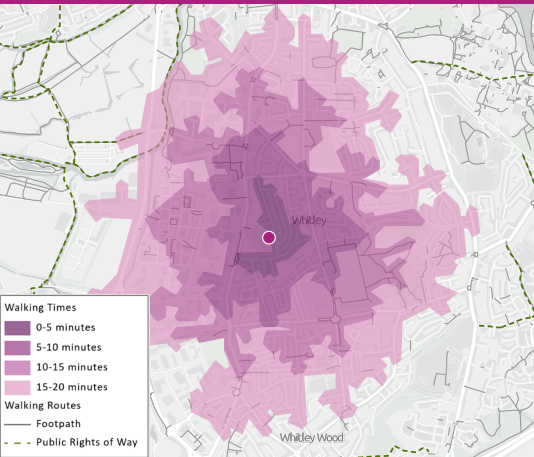 Whitley
Walking Times
0-5 minutes
5-10 minutes
10-15 minutes
15-20 minutes
Walking Routes
Footpath
Public Rights of Way
Whitley Wood